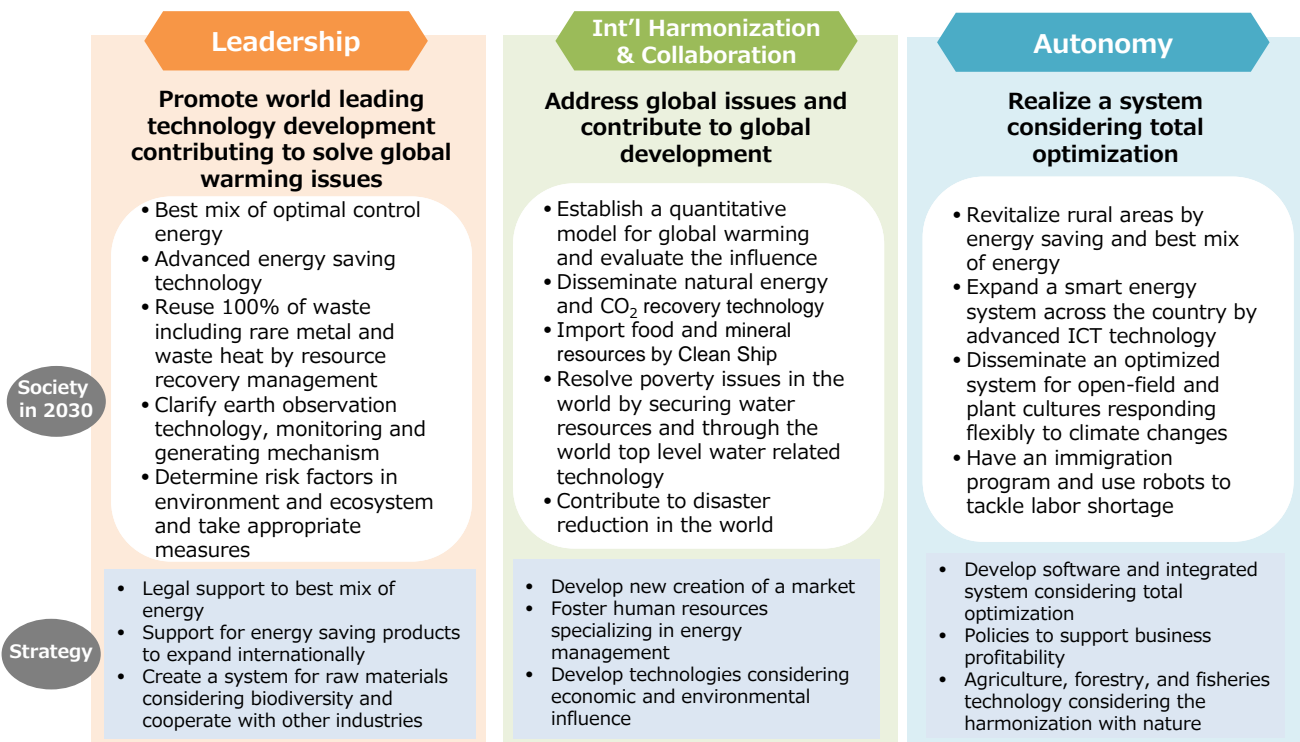 Leadership
Promote world leading
technology development
contributing to solve global
warming issues
• Best mix of optimal control
energy
• Advanced energy saving
technology
• Reuse 100% of waste
including rare metal and
waste heat by resource
recovery management
• Clarify earth observation
technology, monitoring and
generating mechanism
• Determine risk factors in
environment and ecosystem
and take appropriate
measures
• Legal support to best mix of
energy
• Support for energy saving products
to expand internationally
• Create a system for raw materials
considering biodiversity and
cooperate with other industries
Int'l Harmonization
& Collaboration
Address global issues and
contribute to global
development
• Establish a quantitative
model for global warming
and evaluate the influence
• Disseminate natural energy
and CO₂ recovery technology
• Import food and mineral
resources by Clean Ship
• Resolve poverty issues in the
world by securing water
resources and through the
world top level water related
technology
• Contribute to disaster
reduction in the world
• Develop new creation of a market
• Foster human resources
specializing in energy
management
• Develop technologies considering
economic and environmental
influence
Autonomy
Realize a system
considering total
optimization
• Revitalize rural areas by
energy saving and best mix
of energy
• Expand a smart energy
system across the country by
advanced ICT technology
• Disseminate an optimized
system for open-field and
plant cultures responding
flexibly to climate changes
• Have an immigration
program and use robots to
tackle labor shortage
• Develop software and integrated
system considering total
optimization
• Policies to support business
profitability
• Agriculture, forestry, and fisheries
technology considering the
harmonization with nature
Society
in 2030
Strategy